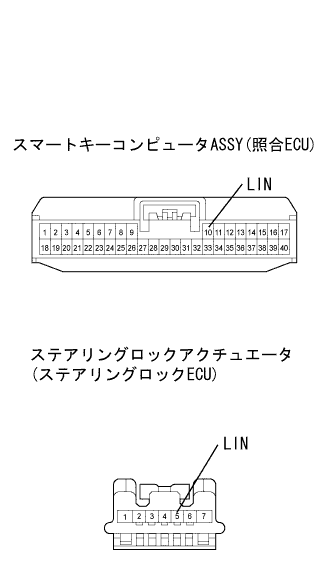 スマートキーコンピュータASSY(照合ECU)
LIN
1 2 3 4 5 6 7 8 9 10 11 12 13 14 15 16 17
18 19 20 21 22 23 24 25 26 27 28 29 30 31 32 33 34 35 36 37 38 39 40
ステアリングロックアクチュエータ
(ステアリングロックECU)
LIN
1 2 3 4 5 6 7